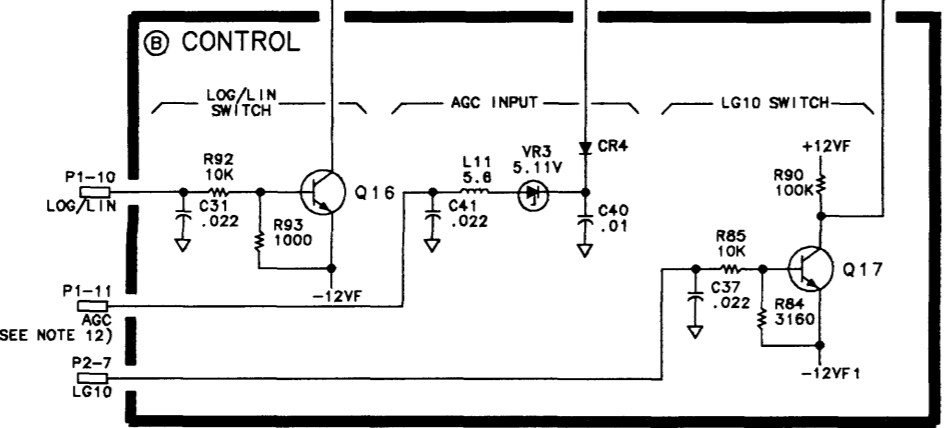 B CONTROL
LOG/LIN
SWITCH
AGC INPUT
LG10 SWITCH
P1-10
LOG/LIN
R92
10K
C31
.022
R93
1000
Q16
-12VF
L11
5.6
C41
.022
VR3
5.11V
CR4
C40
.01
+12VF
R90
100K
R85
10K
C37
.022
R84
3160
Q17
-12VF1
P1-11
AGC
SEE NOTE 12)
P2-7
LG10